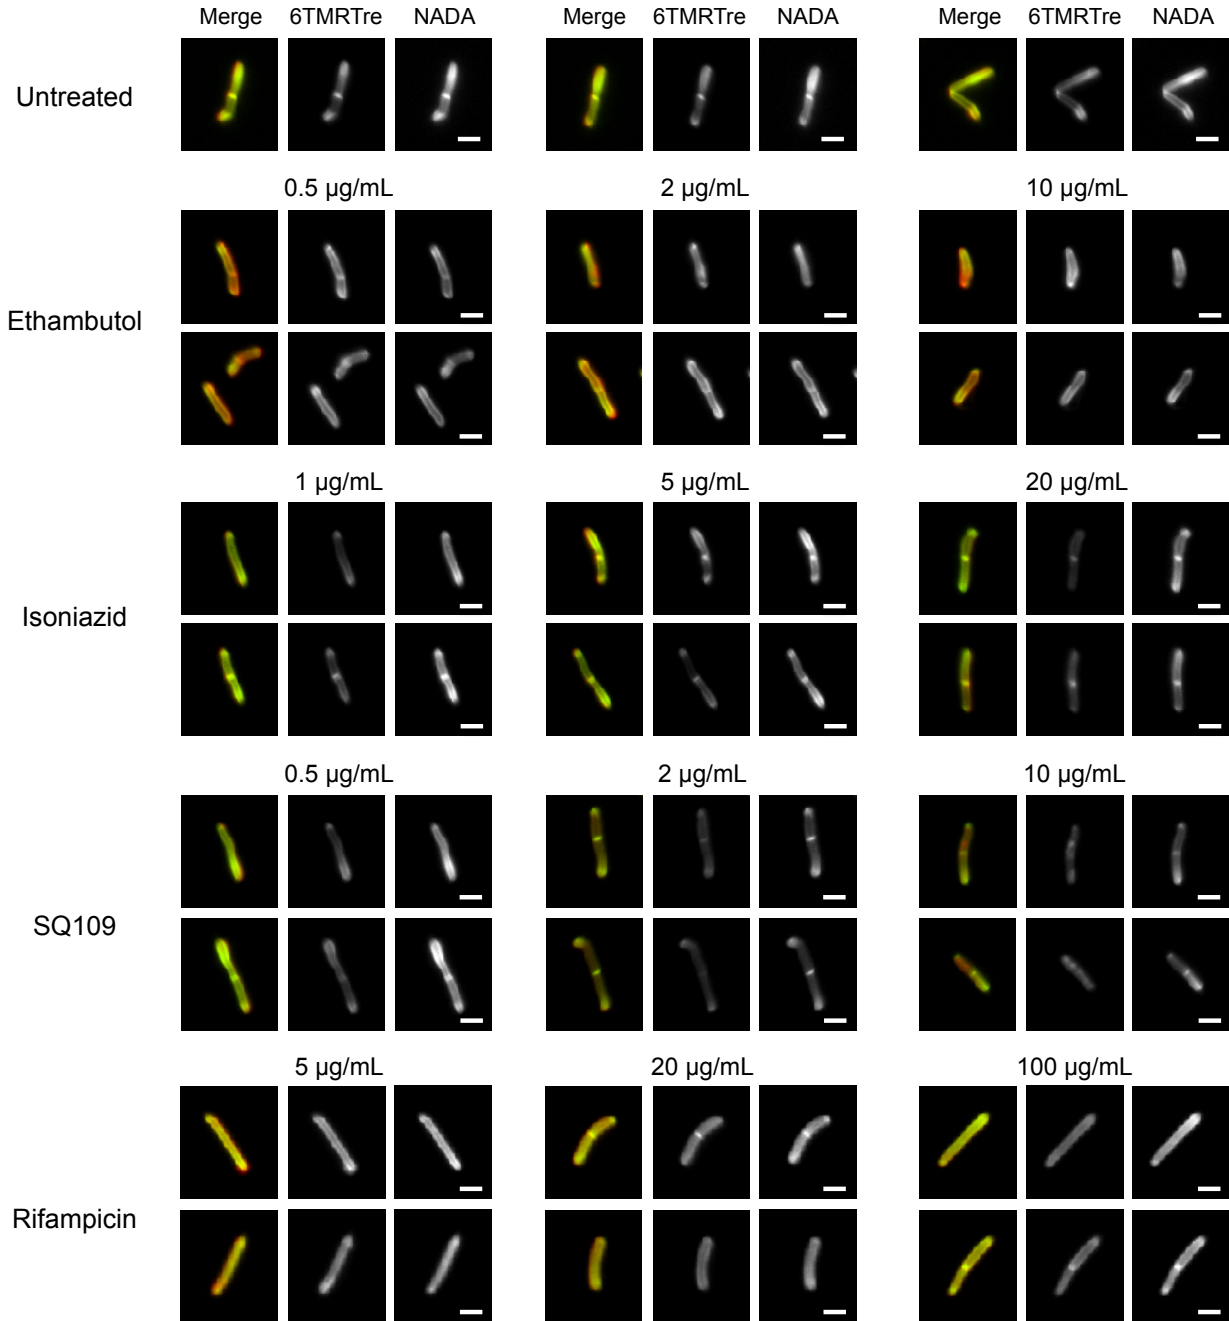 Merge 6TMRTre NADA Merge 6TMRTre NADA Merge 6TMRTre NADA
Untreated
0.5 µg/mL 2 µg/mL 10 µg/mL
Ethambutol
1 µg/mL 5 µg/mL 20 µg/mL
Isoniazid
0.5 µg/mL 2 µg/mL 10 µg/mL
SQ109
5 µg/mL 20 µg/mL 100 µg/mL
Rifampicin